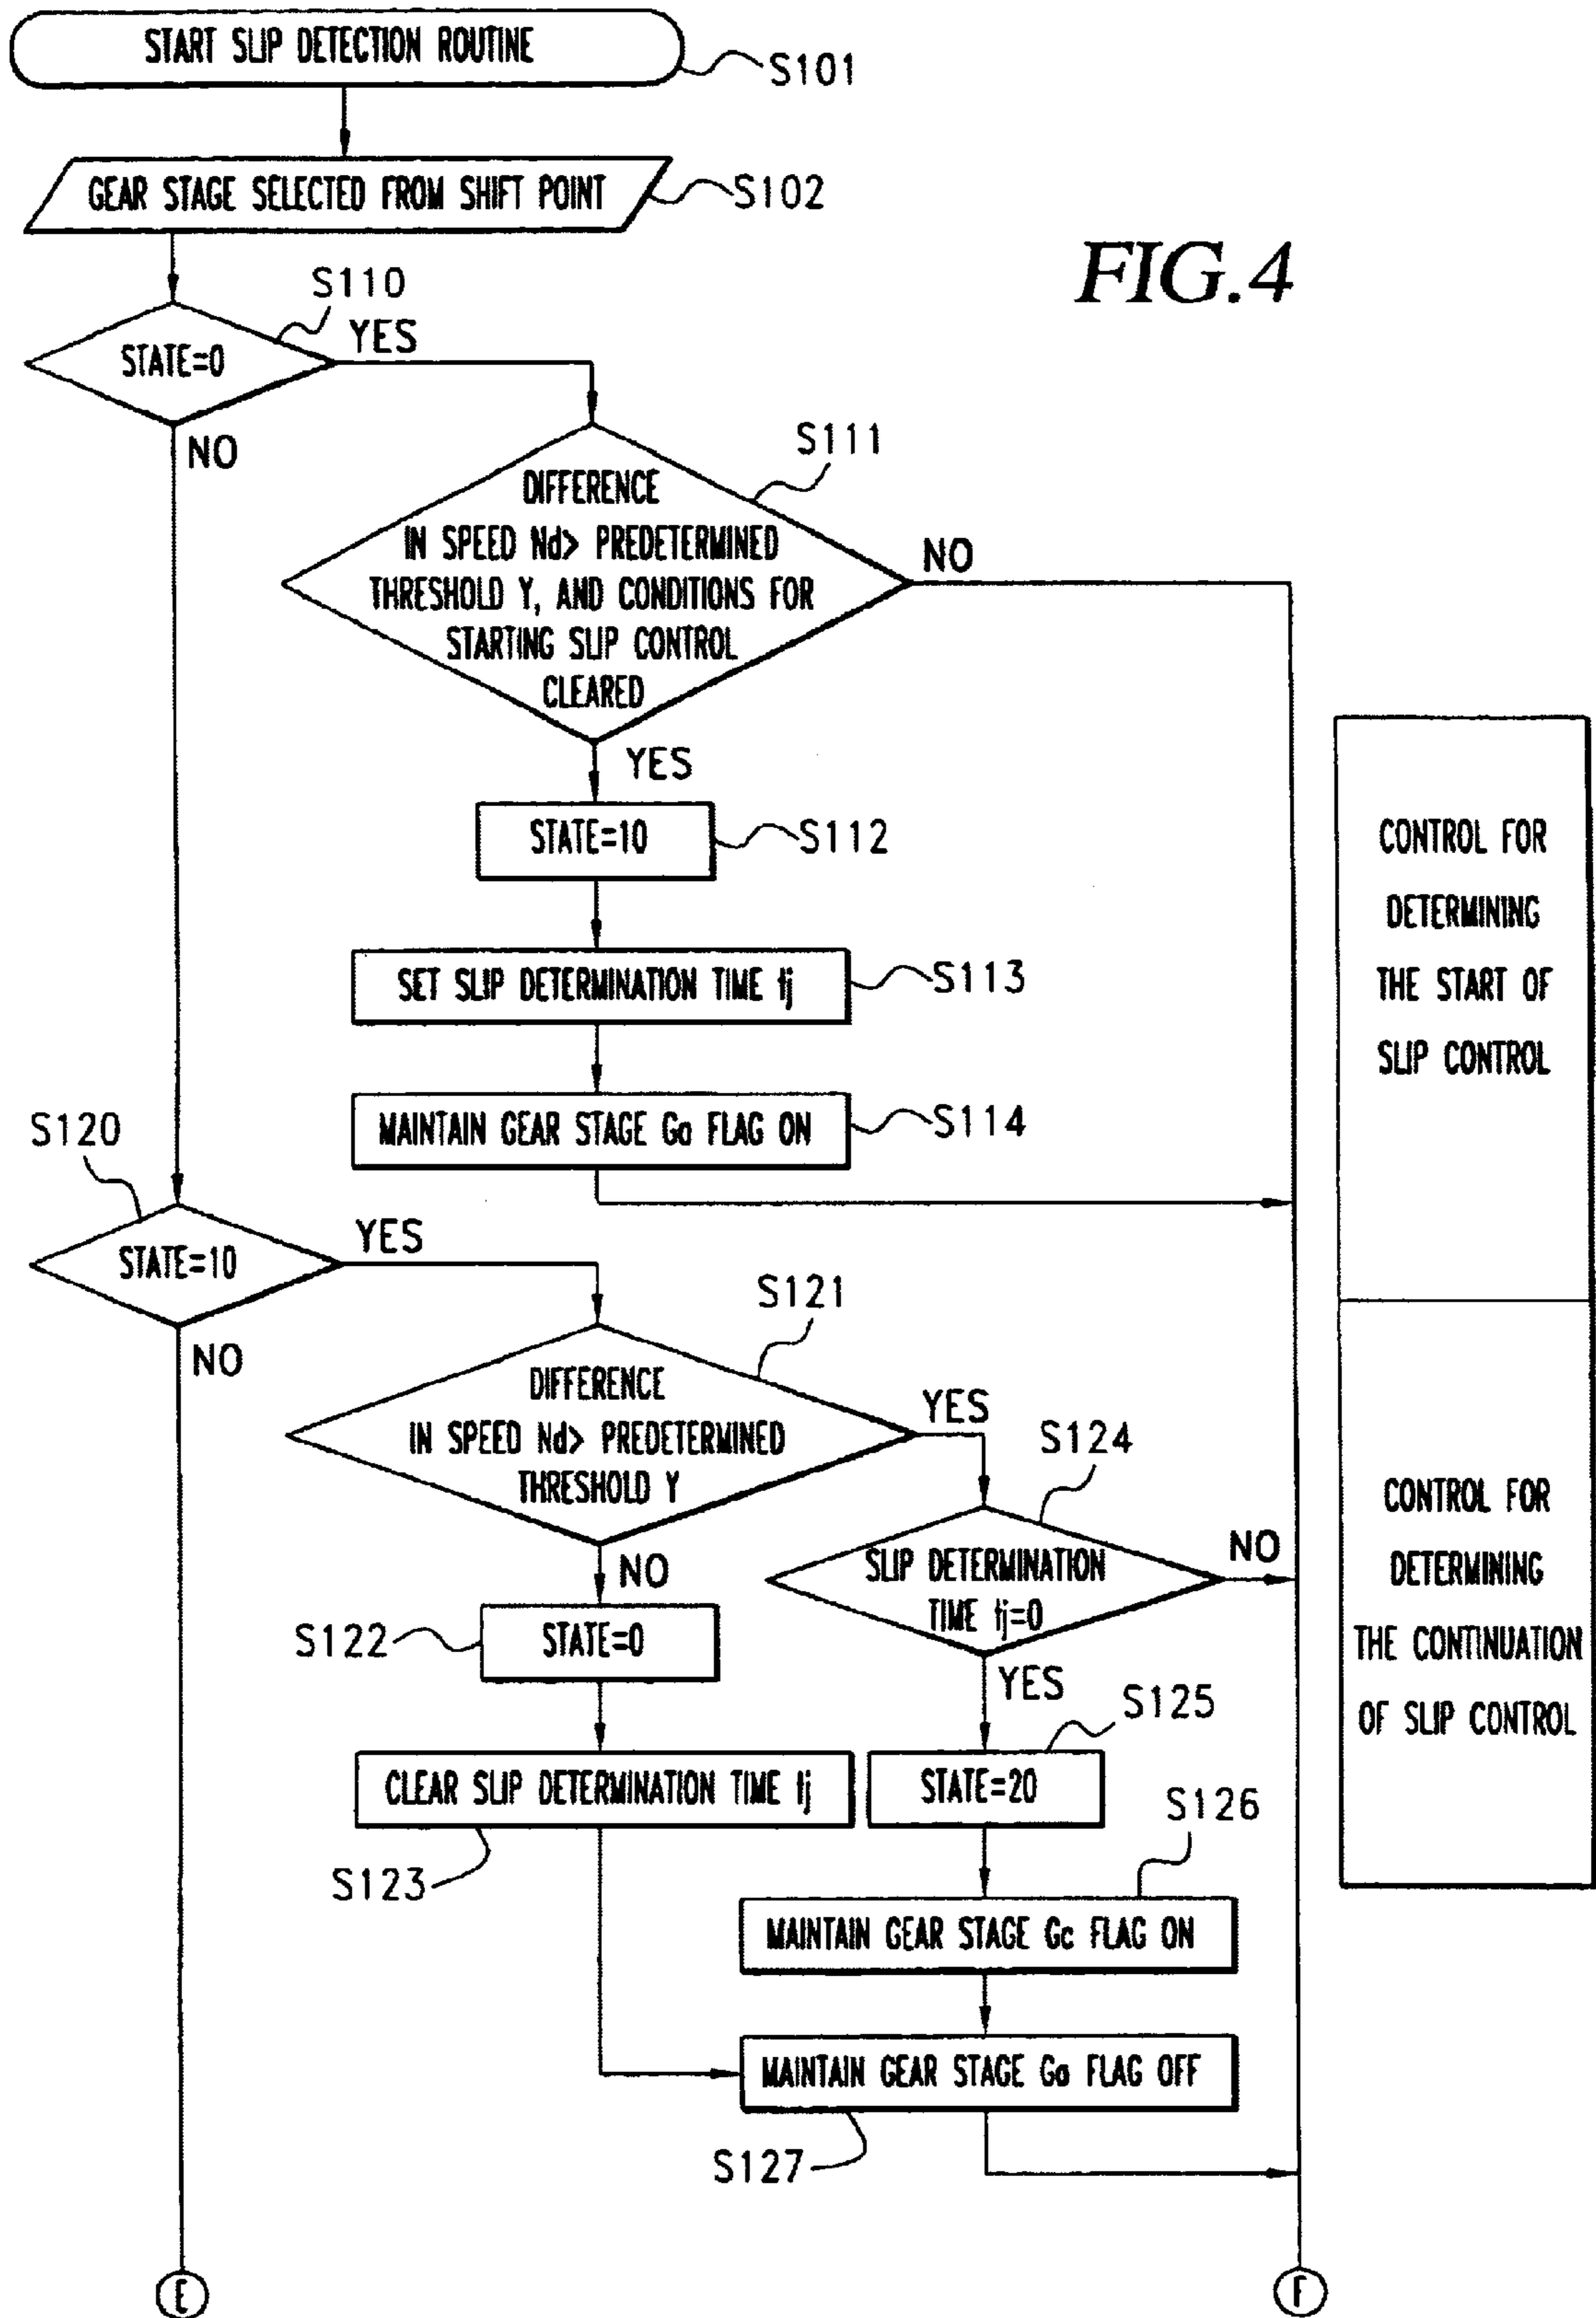 START SLIP DETECTION ROUTINE
S101
GEAR STAGE SELECTED FROM SHIFT POINT
S102
FIG.4
S110
STATE=0
YES
NO
S111
DIFFERENCE
IN SPEED Nd> PREDETERMINED
THRESHOLD Y, AND CONDITIONS FOR
STARTING SLIP CONTROL
CLEARED
NO
YES
STATE=10
S112
SET SLIP DETERMINATION TIME tj
S113
MAINTAIN GEAR STAGE Ga FLAG ON
S114
CONTROL FOR
DETERMINING
THE START OF
SLIP CONTROL
S120
STATE=10
YES
NO
S121
DIFFERENCE
IN SPEED Nd> PREDETERMINED
THRESHOLD Y
YES
NO
S124
SLIP DETERMINATION
TIME tj=0
NO
YES
S122
STATE=0
S125
STATE=20
CLEAR SLIP DETERMINATION TIME tj
S123
S126
MAINTAIN GEAR STAGE Gc FLAG ON
MAINTAIN GEAR STAGE Ga FLAG OFF
S127
CONTROL FOR
DETERMINING
THE CONTINUATION
OF SLIP CONTROL
E
F